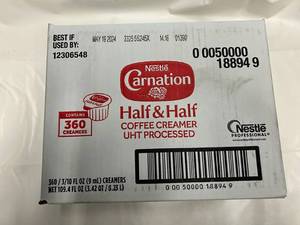 BEST IF
USED BY:
MAY 16 2024
14:16
12306548
0 0050000
18894 9
Nestlé
Carnation
Half & Half
COFFEE CREAMER
UHT PROCESSED
CONTAINS
360
CREAMERS
Nestlé
PROFESSIONAL
360 / 3/10 FL OZ (9 mL) CREAMERS
NET 109.4 FL OZ (3.42 QT / 3.23 L)
0 00 50000 18894 9